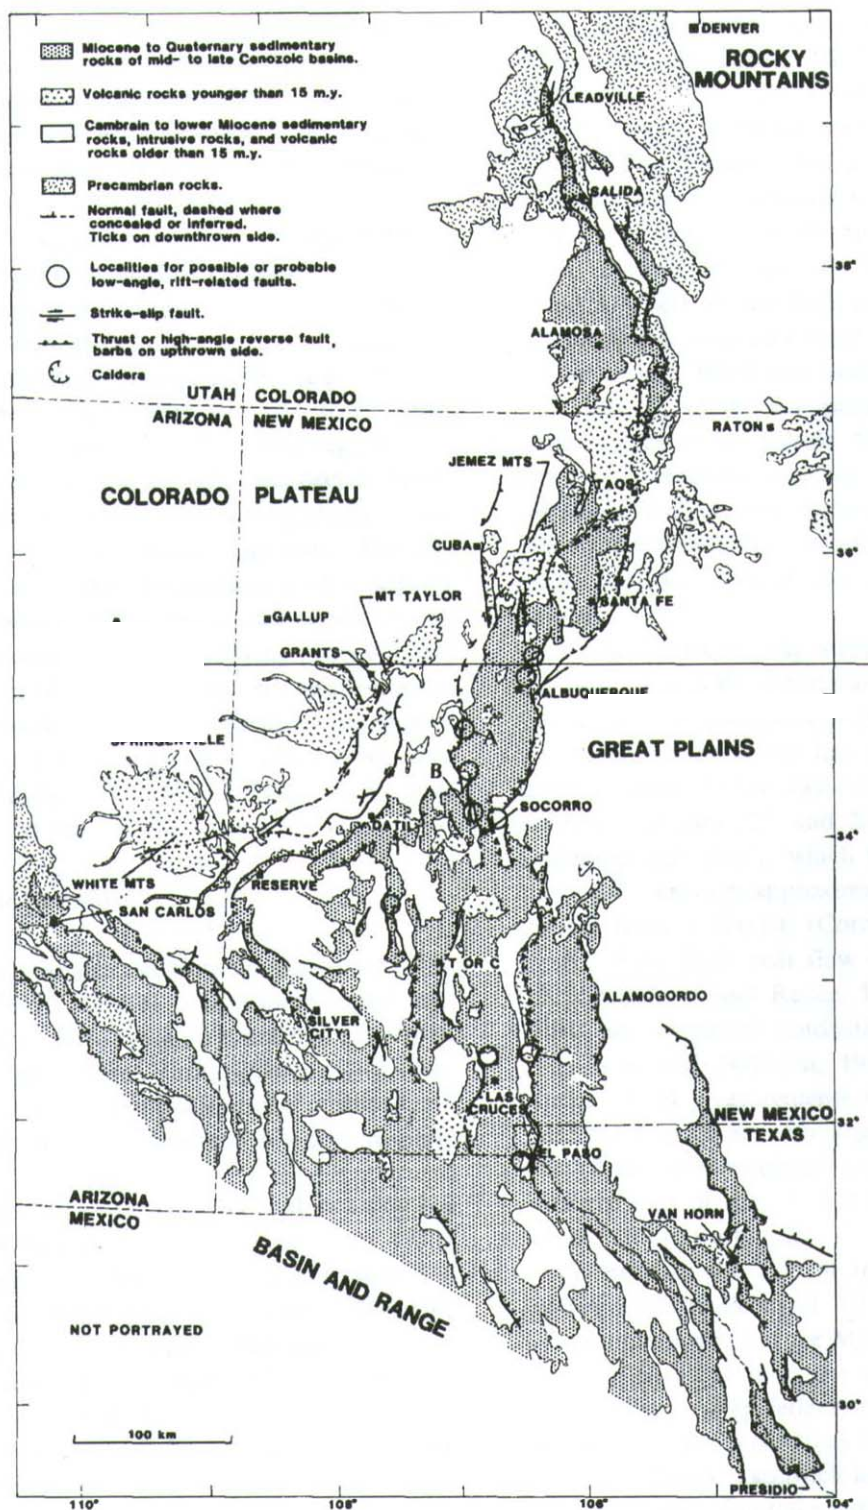 Miocene to Quaternary sedimentary
rocks of mid- to late Cenozoic basins.
Volcanic rocks younger than 15 m.y.
Cambrain to lower Miocene sedimentary
rocks, intrusive rocks, and volcanic
rocks older than 15 m.y.
Precambrian rocks.
Normal fault, dashed where
concealed or inferred.
Ticks on downthrown side.
Localities for possible or probable
low-angle, rift-related faults.
Strike-slip fault.
Thrust or high-angle reverse fault,
barbs on upthrown side.
Caldera
DENVER
ROCKY
MOUNTAINS
LEADVILLE
SALIDA
38°
ALAMOSA
UTAH COLORADO
ARIZONA NEW MEXICO
RATON
JEMEZ MTS
TAOS
COLORADO PLATEAU
CUBA
36°
MT TAYLOR
SANTA FE
GALLUP
GRANTS
ALBUQUERQUE
A
SPRINGERVILLE
GREAT PLAINS
B
SOCORRO
DATIL
34°
WHITE MTS
RESERVE
SAN CARLOS
T OR C
ALAMOGORDO
SILVER
CITY
C
LAS
CRUCES
NEW MEXICO
32°
TEXAS
EL PASO
ARIZONA
MEXICO
VAN HORN
BASIN AND RANGE
NOT PORTRAYED
30°
100 km
PRESIDIO
110°
108°
106°
104°